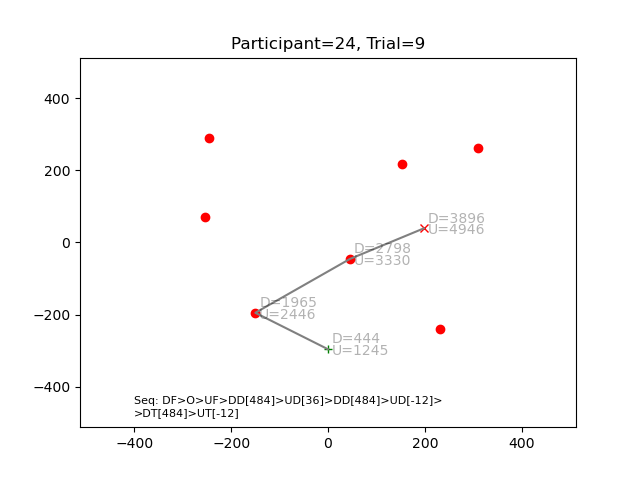 Participant=24, Trial=9
400
200
0
−200
−400
D=3896
U=4946
D=2798
U=3330
D=1965
U=2446
D=444
U=1245
Seq: DF>O>UF>DD[484]>UD[36]>DD[484]>UD[-12]>
>DT[484]>UT[-12]
−400 −200 0 200 400